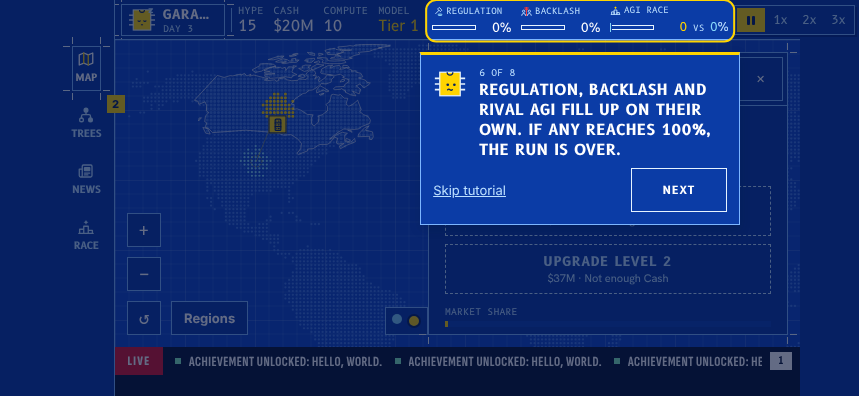 GARA...
DAY 3
HYPE
15
CASH
$20M
COMPUTE
10
MODEL
Tier 1
REGULATION
0%
BACKLASH
0%
AGI RACE
0 vs 0%
1x
2x
3x
MAP
2
TREES
NEWS
RACE
6 OF 8
REGULATION, BACKLASH AND
RIVAL AGI FILL UP ON THEIR
OWN. IF ANY REACHES 100%,
THE RUN IS OVER.
Skip tutorial
NEXT
×
+
−
↺
Regions
UPGRADE LEVEL 2
$37M · Not enough Cash
MARKET SHARE
LIVE
ACHIEVEMENT UNLOCKED: HELLO, WORLD.
ACHIEVEMENT UNLOCKED: HELLO, WORLD.
ACHIEVEMENT UNLOCKED: HE
1